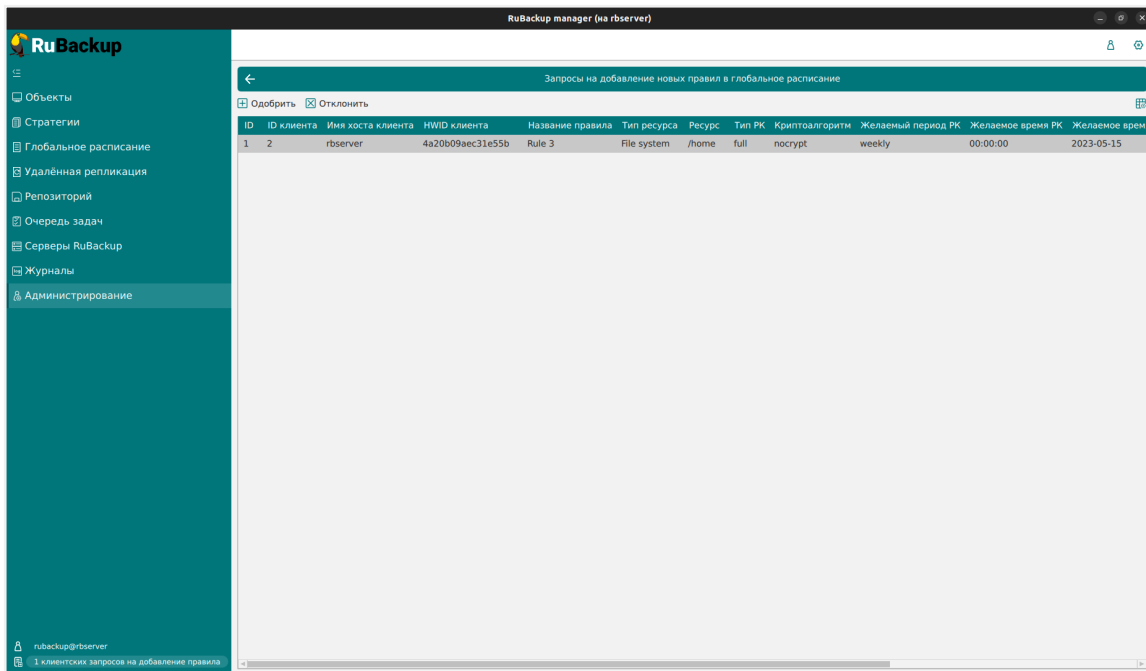 RuBackup manager (на rbserver)
RuBackup
Объекты
Стратегии
Глобальное расписание
Удалённая репликация
Репозиторий
Очередь задач
Серверы RuBackup
Журналы
Администрирование
rubackup@rbserver
1 клиентских запросов на добавление правила
Запросы на добавление новых правил в глобальное расписание
Одобрить Отклонить
ID ID клиента Имя хоста клиента HWID клиента Название правила Тип ресурса Ресурс Тип РК Криптоалгоритм Желаемый период РК Желаемое время РК Желаемое врем
1 2 rbserver 4a20b09aec31e55b Rule 3 File system /home full nocrypt weekly 00:00:00 2023-05-15